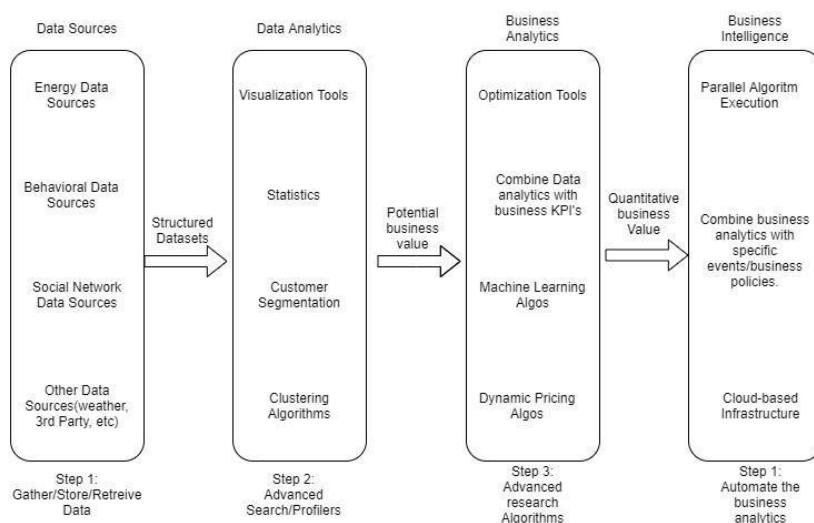 Data Sources
Energy Data
Sources
Behavioral Data
Sources
Social Network
Data Sources
Other Data
Sources(weather,
3rd Party, etc)
Step 1:
Gather/Store/Retreive
Data
Structured
Datasets
Data Analytics
Visualization Tools
Statistics
Customer
Segmentation
Clustering
Algorithms
Step 2:
Advanced
Search/Profilers
Potential
business
value
Business
Analytics
Optimization Tools
Combine Data
analytics with
business KPI's
Machine Learning
Algos
Dynamic Pricing
Algos
Step 3:
Advanced
research
Algorithms
Quantitative
business
Value
Business
Intelligence
Parallel Algoritm
Execution
Combine business
analytics with
specific
events/business
policies.
Cloud-based
Infrastructure
Step 1:
Automate the
business
analytics